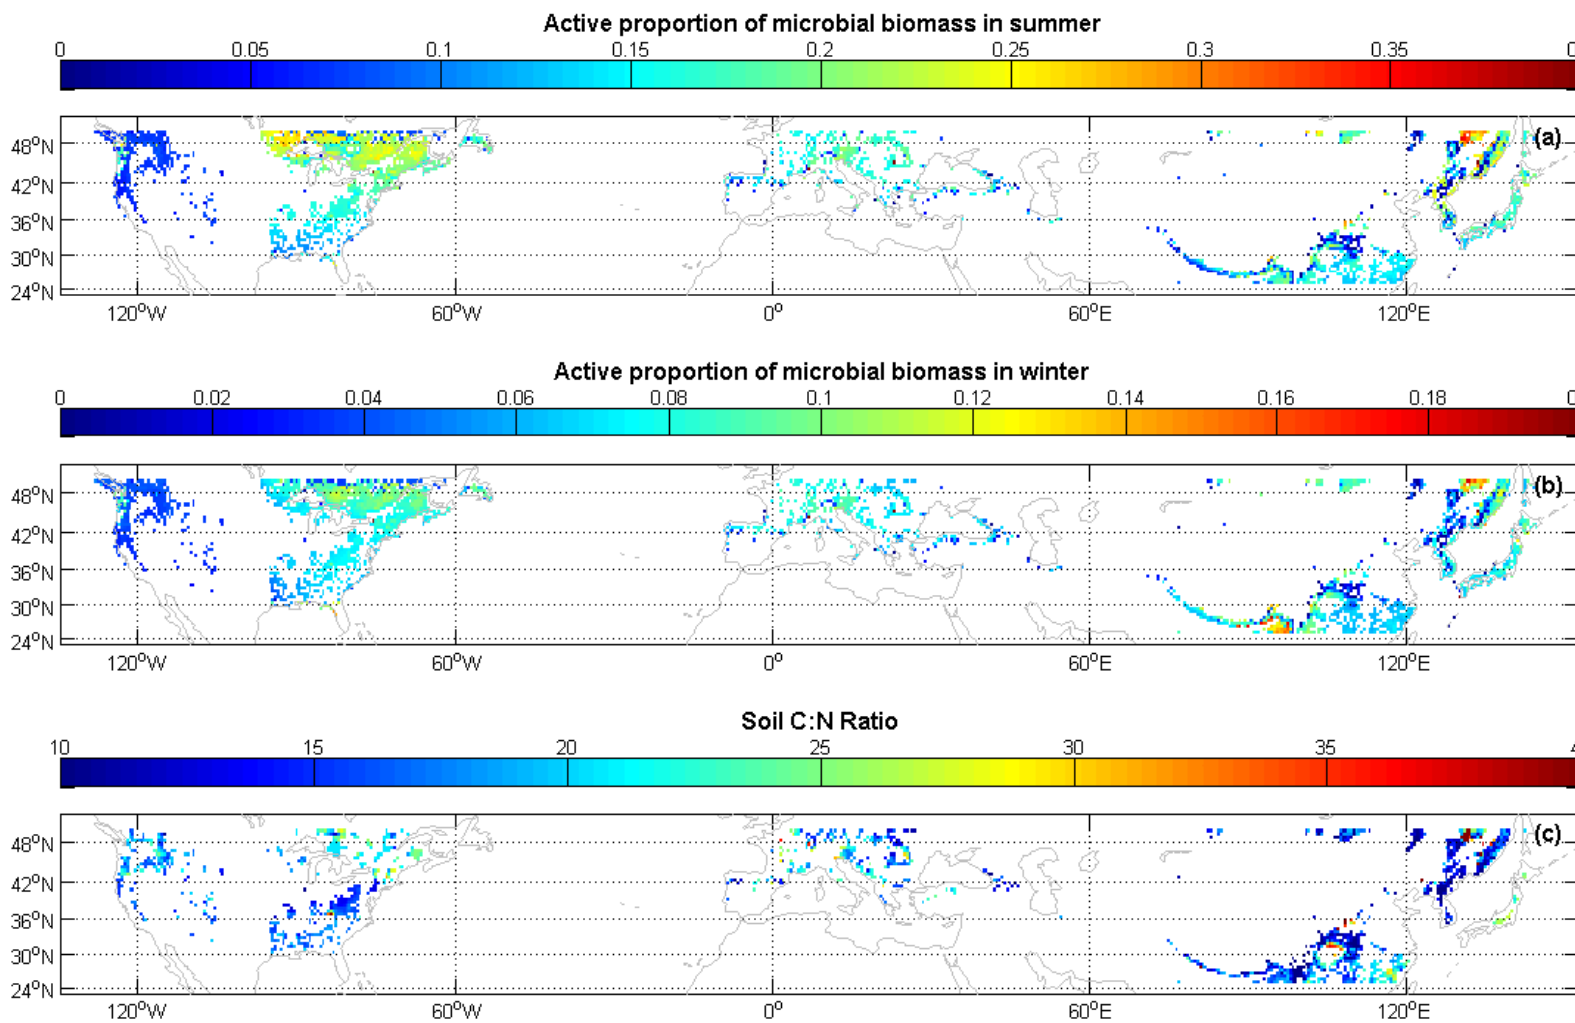 Active proportion of microbial biomass in summer
0 0.05 0.1 0.15 0.2 0.25 0.3 0.35 0
(a)
48°N
42°N
36°N
30°N
24°N
120°W 60°W 0° 60°E 120°E
Active proportion of microbial biomass in winter
0 0.02 0.04 0.06 0.08 0.1 0.12 0.14 0.16 0.18 0
(b)
48°N
42°N
36°N
30°N
24°N
120°W 60°W 0° 60°E 120°E
Soil C:N Ratio
10 15 20 25 30 35 4
(c)
48°N
42°N
36°N
30°N
24°N
120°W 60°W 0° 60°E 120°E